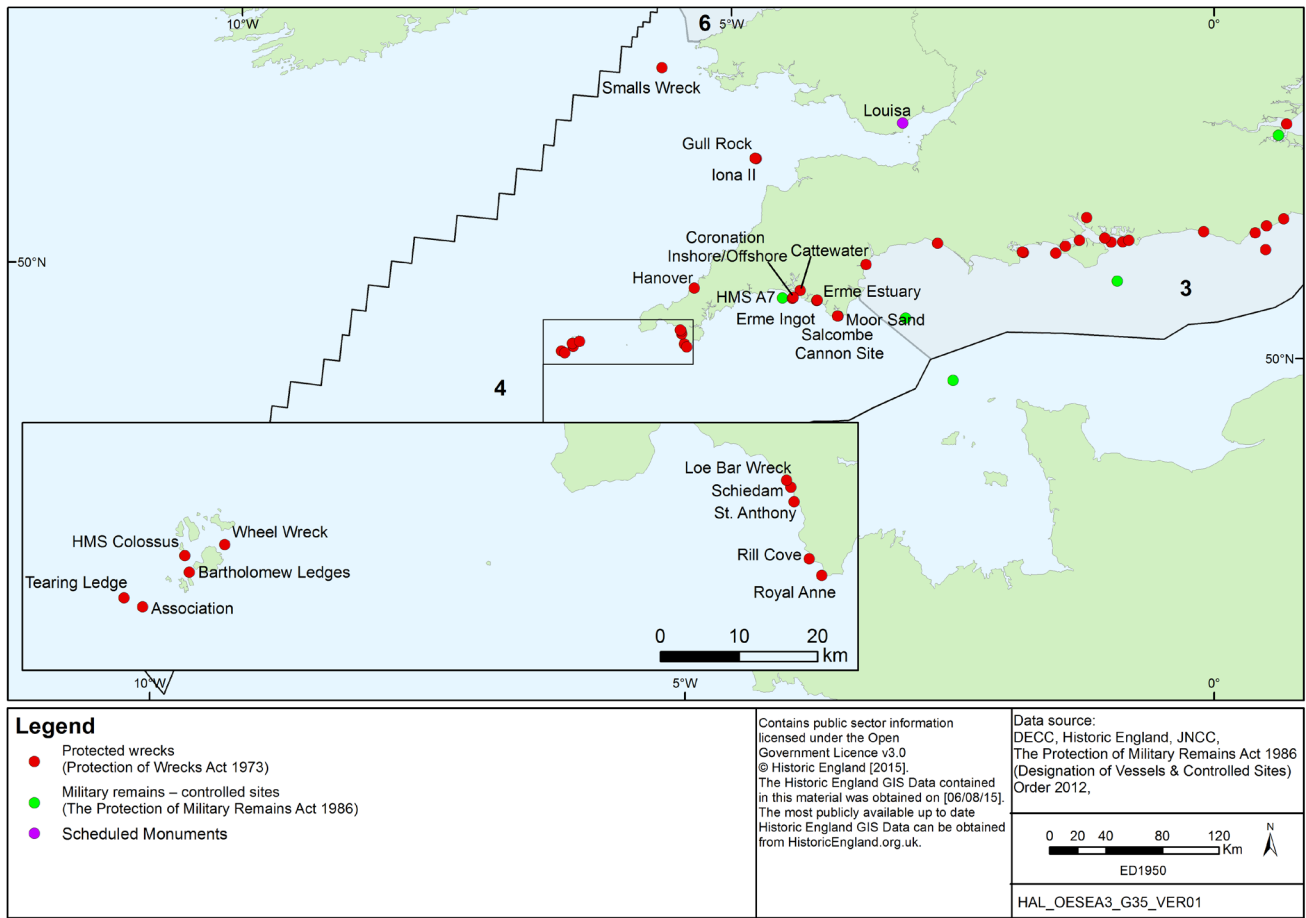 10°W
6
5°W
0°
Smalls Wreck
Louisa
Gull Rock
Iona II
Coronation
Inshore/Offshore
Cattewater
50°N
Hanover
HMS A7
Erme Estuary
3
Erme Ingot
Moor Sand
Salcombe
Cannon Site
50°N
4
Loe Bar Wreck
Schiedam
St. Anthony
Wheel Wreck
HMS Colossus
Rill Cove
Bartholomew Ledges
Tearing Ledge
Royal Anne
Association
0 10 20
km
10°W
5°W
0°
Legend
Protected wrecks
(Protection of Wrecks Act 1973)
Military remains – controlled sites
(The Protection of Military Remains Act 1986)
Scheduled Monuments
Contains public sector information
licensed under the Open
Government Licence v3.0
© Historic England [2015].
The Historic England GIS Data contained
in this material was obtained on [06/08/15].
The most publicly available up to date
Historic England GIS Data can be obtained
from HistoricEngland.org.uk.
Data source:
DECC, Historic England, JNCC,
The Protection of Military Remains Act 1986
(Designation of Vessels & Controlled Sites)
Order 2012,
0 20 40 80 120
Km
N
ED1950
HAL_OESEA3_G35_VER01